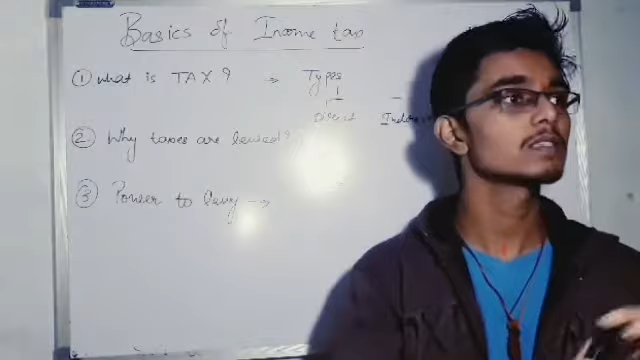 Basics of Income tax
① what is TAX? → Types
Direct Indirect
② Why taxes are levied?
③ Power to levy →